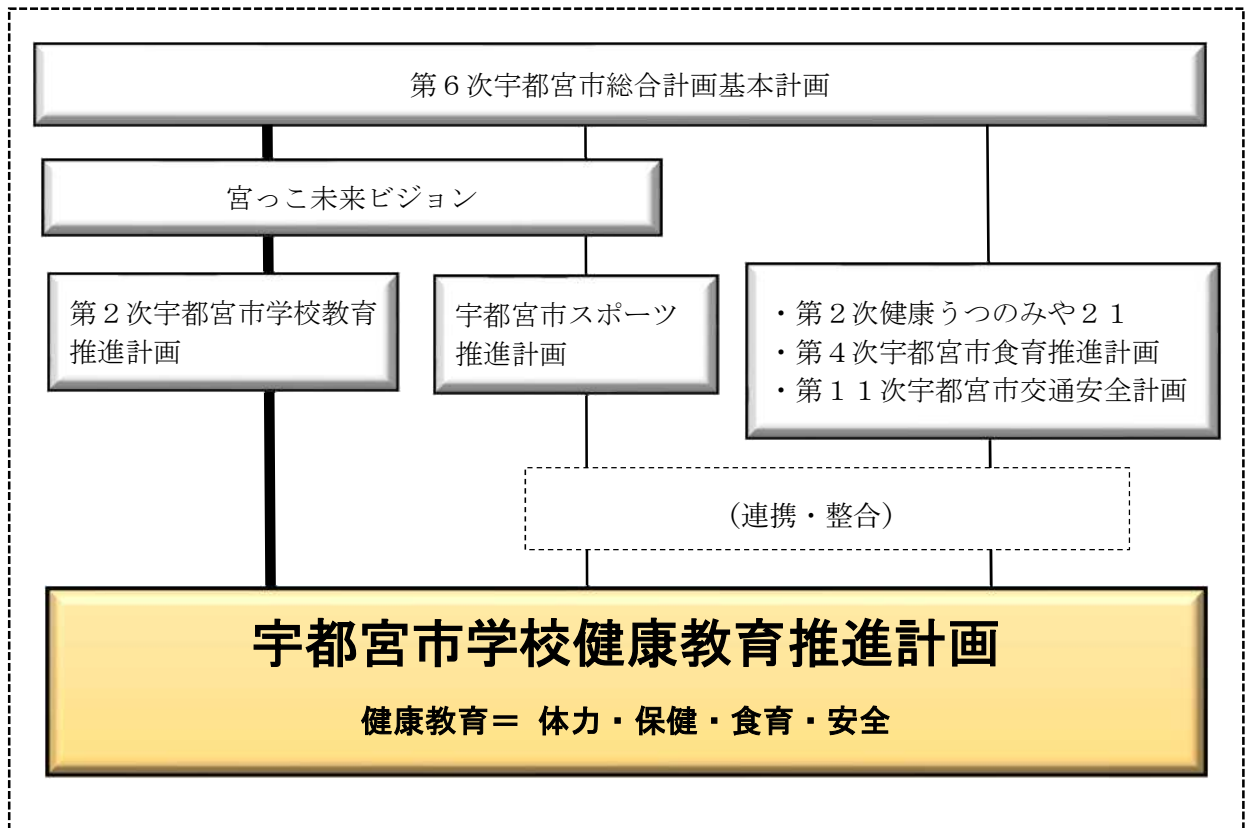 第６次宇都宮市総合計画基本計画
宮っこ未来ビジョン
第２次宇都宮市学校教育
推進計画
宇都宮市スポーツ
推進計画
・第２次健康うつのみや２１
・第４次宇都宮市食育推進計画
・第１１次宇都宮市交通安全計画
（連携・整合）
宇都宮市学校健康教育推進計画
健康教育＝ 体力・保健・食育・安全